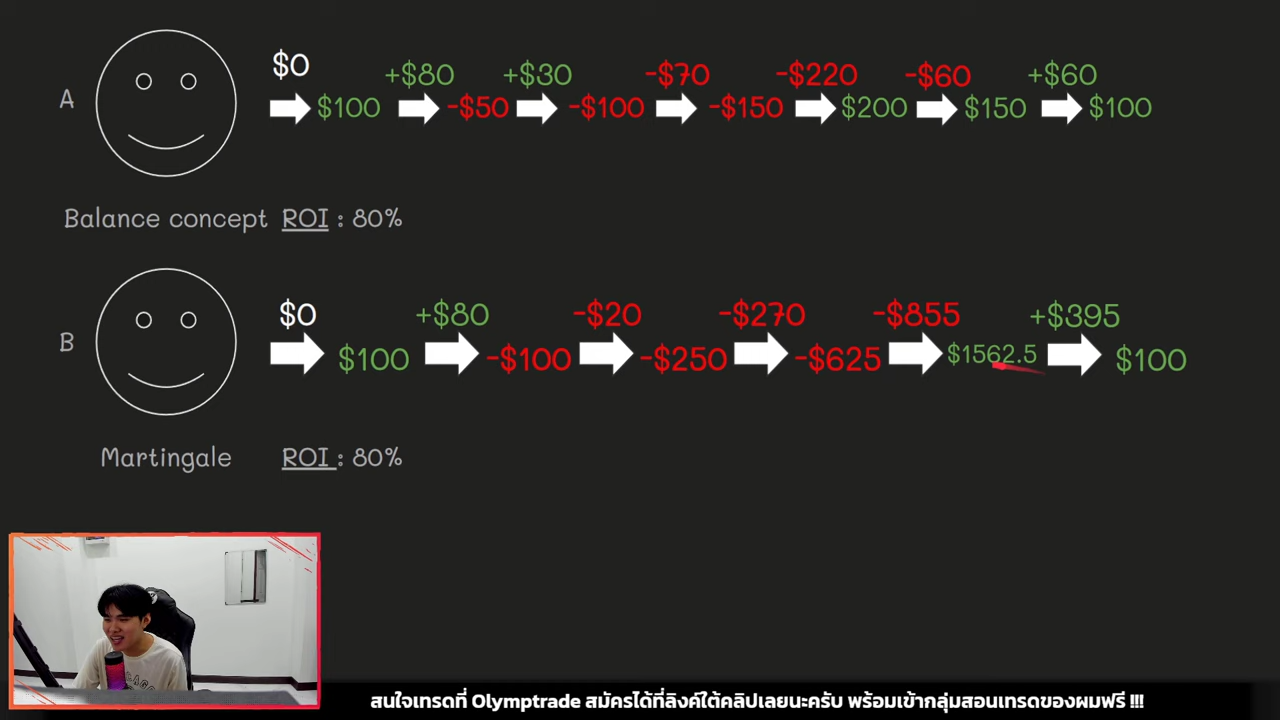 $0 +$80 +$30 -$70 -$220 -$60 +$60
A $100 -$50 -$100 -$150 $200 $150 $100
Balance concept ROI : 80%
$0 +$80 -$20 -$270 -$855 +$395
B $100 -$100 -$250 -$625 $1562.5 $100
Martingale ROI : 80%
สนใจเทรดที่ Olymptrade สมัครได้ที่ลิงค์ใต้คลิปเลยนะครับ พร้อมเข้ากลุ่มสอนเทรดของผมฟรี !!!